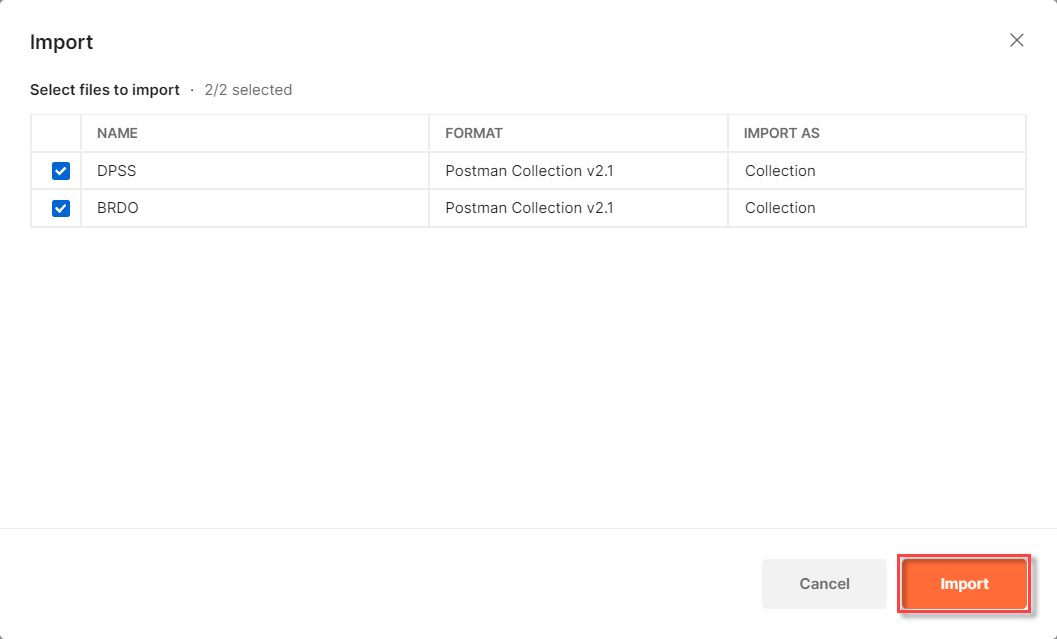 Import
Select files to import · 2/2 selected
NAME FORMAT IMPORT AS
DPSS Postman Collection v2.1 Collection
BRDO Postman Collection v2.1 Collection
Cancel Import